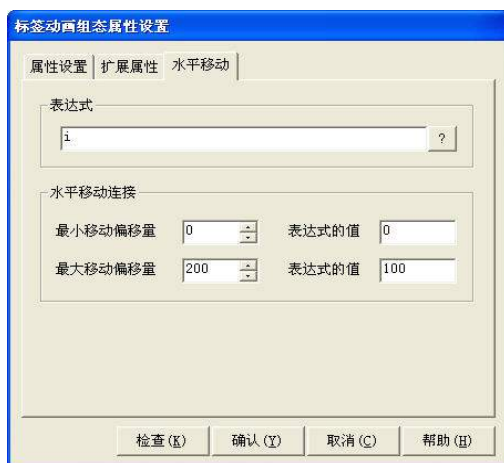 标签动画组态属性设置
属性设置 扩展属性 水平移动
表达式
i ?
水平移动连接
最小移动偏移量 0 表达式的值 0
最大移动偏移量 200 表达式的值 100
检查(K) 确认(Y) 取消(C) 帮助(H)